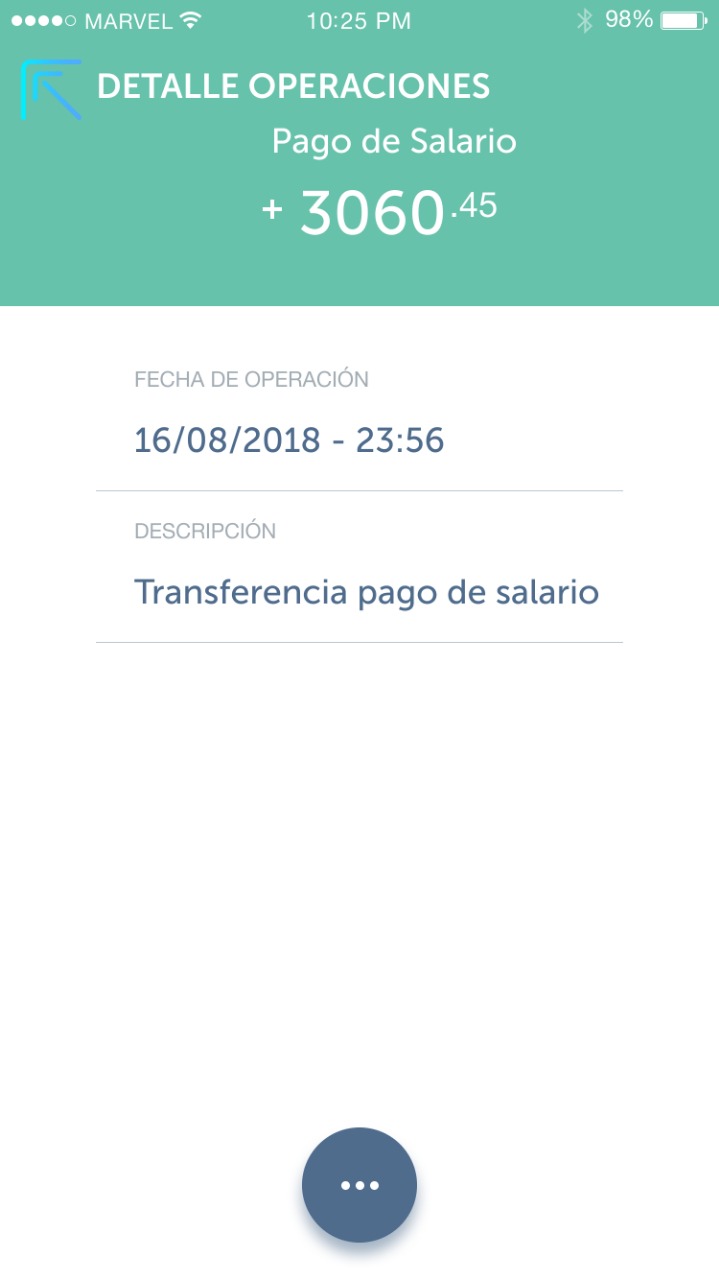 MARVEL 10:25 PM 98%
DETALLE OPERACIONES
Pago de Salario
+ 3060.45
FECHA DE OPERACIÓN
16/08/2018 - 23:56
DESCRIPCIÓN
Transferencia pago de salario